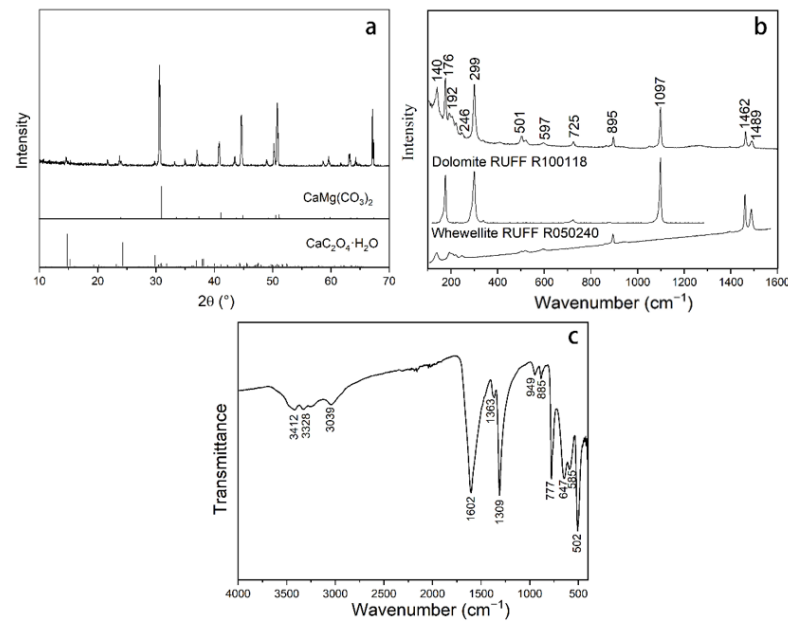 a
Intensity
CaMg(CO₃)₂
CaC₂O₄·H₂O
10 20 30 40 50 60 70
2θ (°)
b
Intensity
140
176
192
246
299
501
597
725
895
1097
1462
1489
Dolomite RUFF R100118
Whewellite RUFF R050240
200 400 600 800 1000 1200 1400 1600
Wavenumber (cm⁻¹)
c
Transmittance
3412
3328
3039
1602
1363
1309
949
885
777
647
585
502
4000 3500 3000 2500 2000 1500 1000 500
Wavenumber (cm⁻¹)